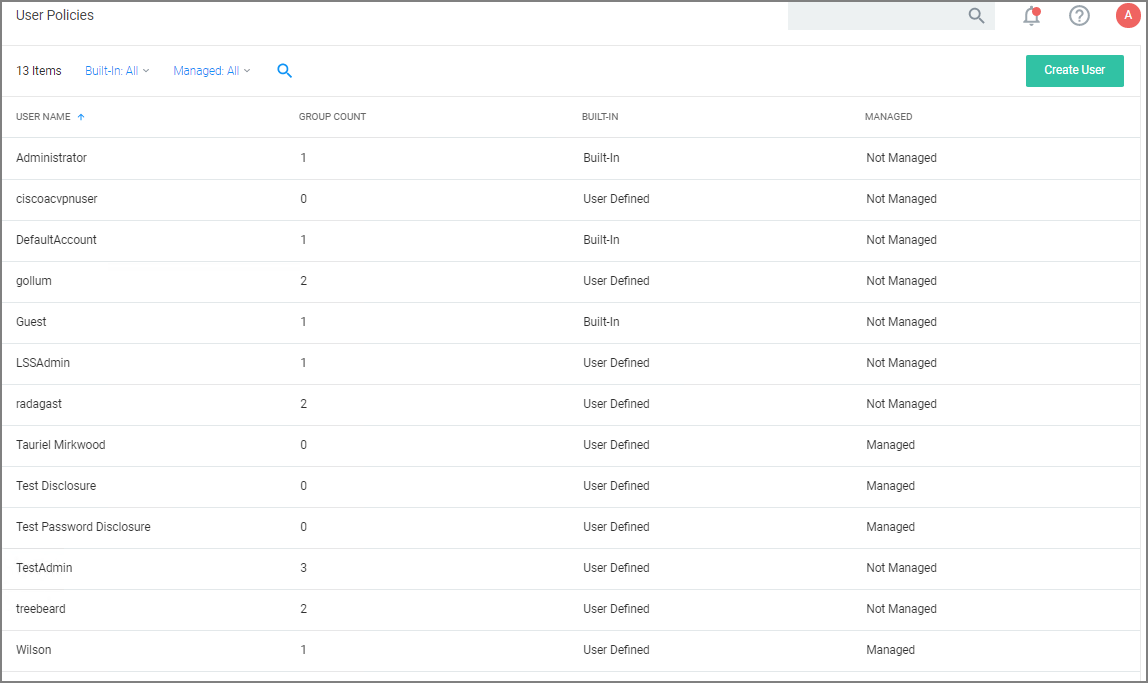 User Policies
A
13 Items Built-In: All Managed: All Create User
USER NAME GROUP COUNT BUILT-IN MANAGED
Administrator 1 Built-In Not Managed
ciscoacvpnuser 0 User Defined Not Managed
DefaultAccount 1 Built-In Not Managed
gollum 2 User Defined Not Managed
Guest 1 Built-In Not Managed
LSSAdmin 1 User Defined Not Managed
radagast 2 User Defined Not Managed
Tauriel Mirkwood 0 User Defined Managed
Test Disclosure 0 User Defined Managed
Test Password Disclosure 0 User Defined Managed
TestAdmin 3 User Defined Not Managed
treebeard 2 User Defined Not Managed
Wilson 1 User Defined Managed